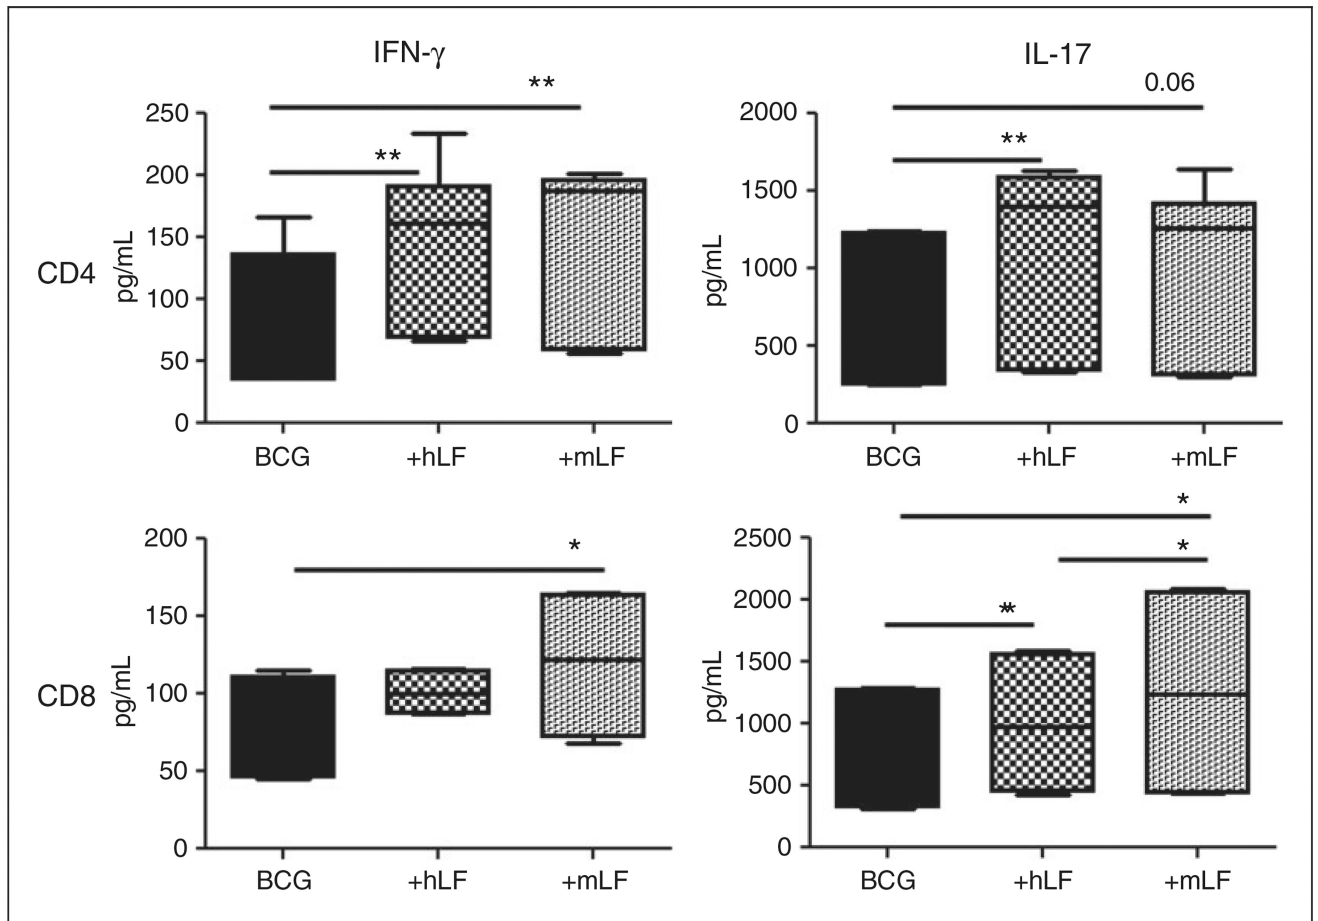 IFN-γ
**
250
200
150
100
50
0
**
CD4
pg/mL
BCG
+hLF
+mLF
IL-17
0.06
2000
1500
1000
500
0
**
pg/mL
BCG
+hLF
+mLF
*
200
150
100
50
0
CD8
pg/mL
BCG
+hLF
+mLF
*
*
**
2500
2000
1500
1000
500
0
pg/mL
BCG
+hLF
+mLF